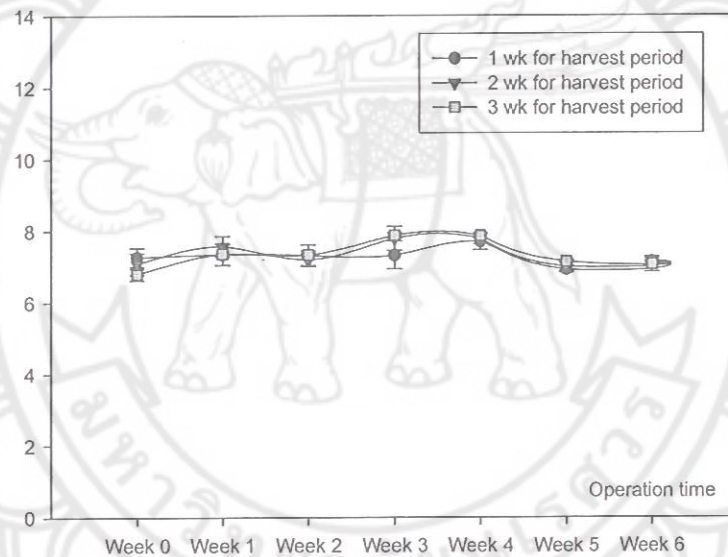 14
12
10
8
6
4
2
0
1 wk for harvest period
2 wk for harvest period
3 wk for harvest period
Operation time
Week 0 Week 1 Week 2 Week 3 Week 4 Week 5 Week 6